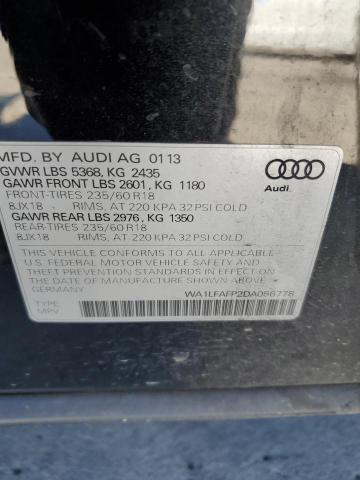 MFD. BY AUDI AG 01 13
GVWR LBS 5368, KG 2435
GAWR FRONT LBS 2601, KG 1180
FRONT-TIRES 235/60 R18
8JX18 RIMS, AT 220 KPA 32 PSI COLD
GAWR REAR LBS 2976, KG 1350
REAR-TIRES 235/60 R18
8JX18 RIMS, AT 220 KPA 32 PSI COLD
THIS VEHICLE CONFORMS TO ALL APPLICABLE
U.S. FEDERAL MOTOR VEHICLE SAFETY, BUMPER AND
THEFT PREVENTION STANDARDS IN EFFECT ON
THE DATE OF MANUFACTURE SHOWN ABOVE.
WA1LFAFP2DA056778
TYPE:
MPV
GERMANY
Audi